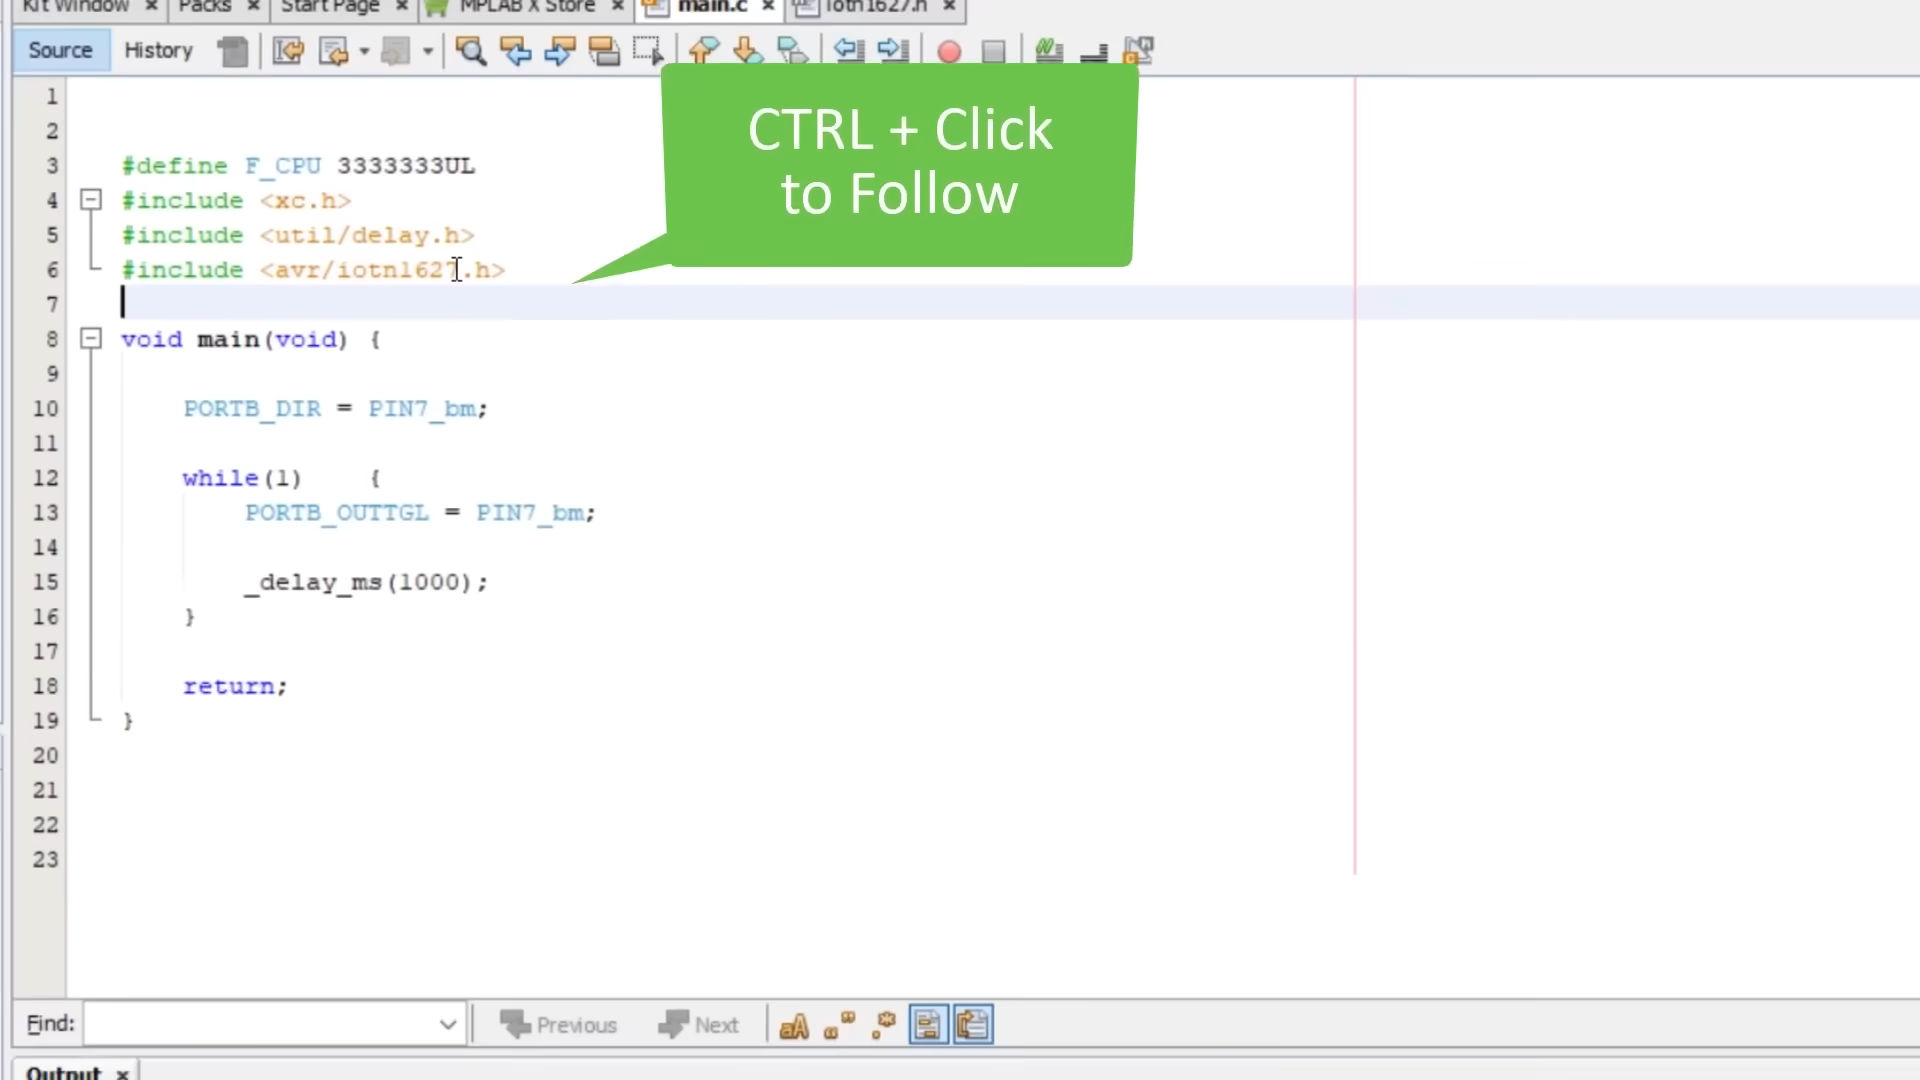 Kit Window Packs Start Page MPLAB X Store main.c iotn1627.h
Source History
CTRL + Click
to Follow
1
2
3 #define F_CPU 3333333UL
4 #include <xc.h>
5 #include <util/delay.h>
6 #include <avr/iotn1627.h>
7
8 void main(void) {
9
10 PORTB_DIR = PIN7_bm;
11
12 while(1) {
13 PORTB_OUTTGL = PIN7_bm;
14
15 _delay_ms(1000);
16 }
17
18 return;
19 }
20
21
22
23
Find: Previous Next
Output